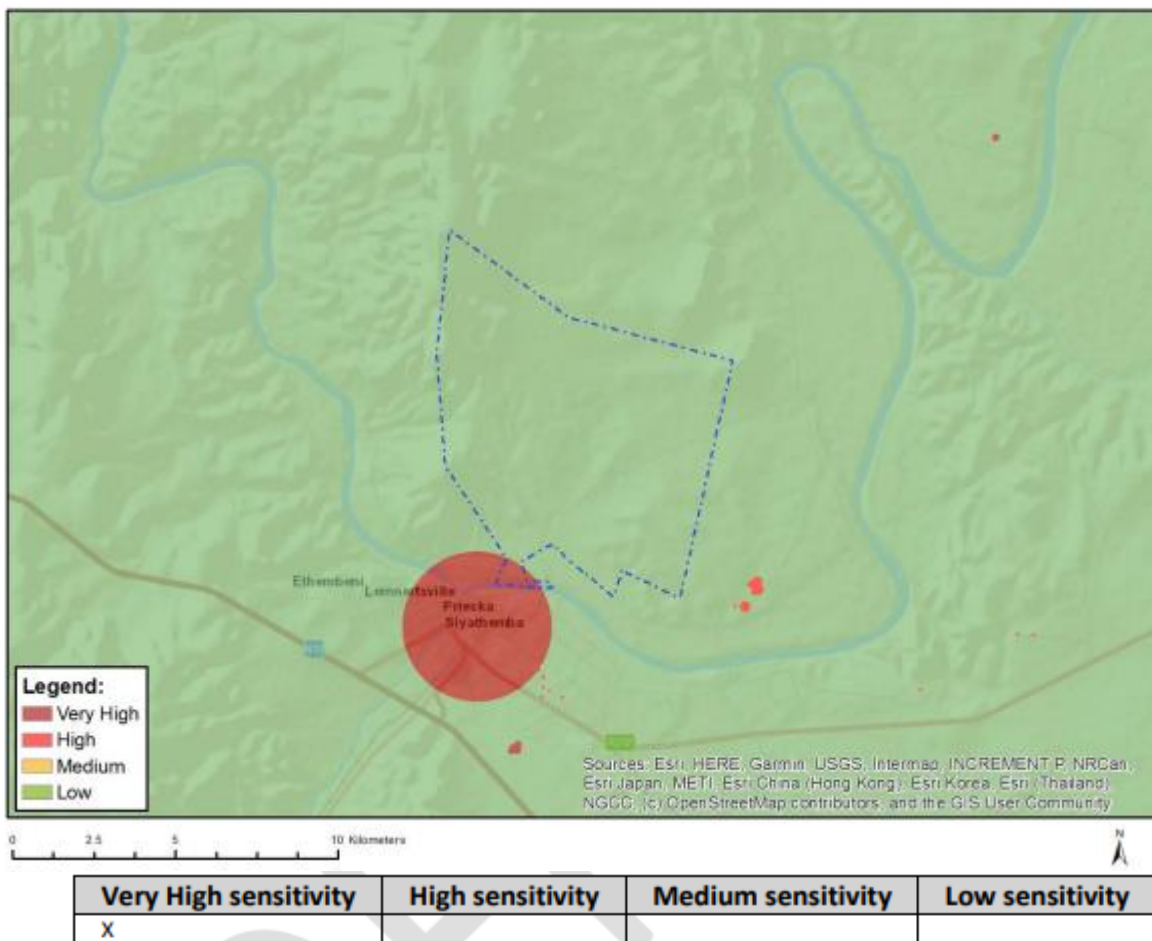 Ethembeni
Lemnertsville
Prieska
Siyathemba
Legend:
Very High
High
Medium
Low
Sources: Esri, HERE, Garmin, USGS, Intermap, INCREMENT P, NRCan,
Esri Japan, METI, Esri China (Hong Kong), Esri Korea, Esri (Thailand),
NGCC, (c) OpenStreetMap contributors, and the GIS User Community
0 2.5 5 10 Kilometers
N
Very High sensitivity High sensitivity Medium sensitivity Low sensitivity
X